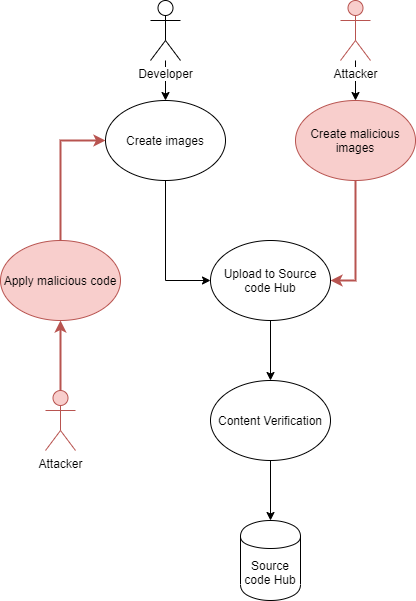 Developer
Attacker
Create images
Create malicious
images
Apply malicious code
Upload to Source
code Hub
Content Verification
Attacker
Source
code Hub